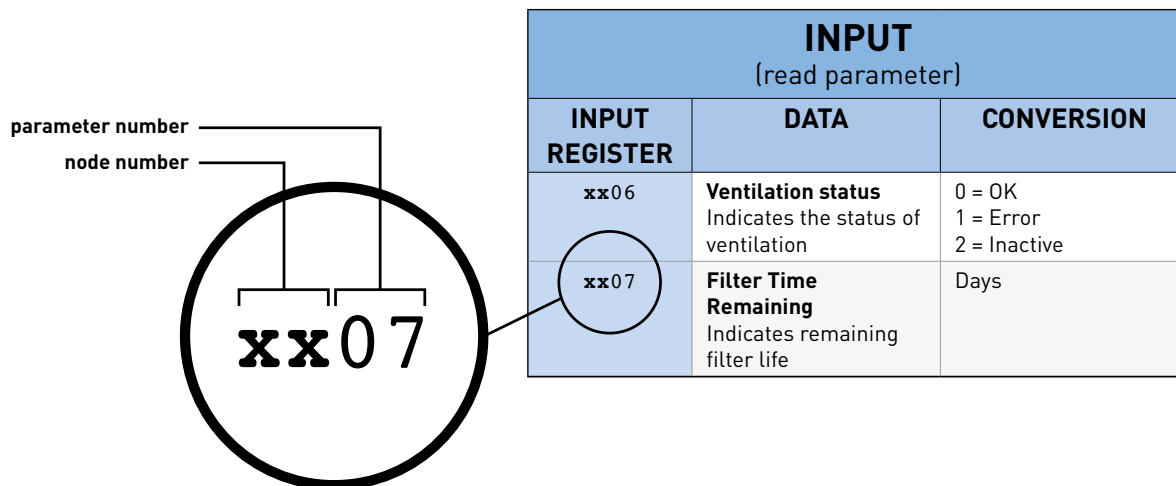 parameter number
node number
xx07
INPUT
(read parameter)
INPUT
REGISTER
DATA
CONVERSION
xx06
Ventilation status
Indicates the status of
ventilation
0 = OK
1 = Error
2 = Inactive
xx07
Filter Time
Remaining
Indicates remaining
filter life
Days